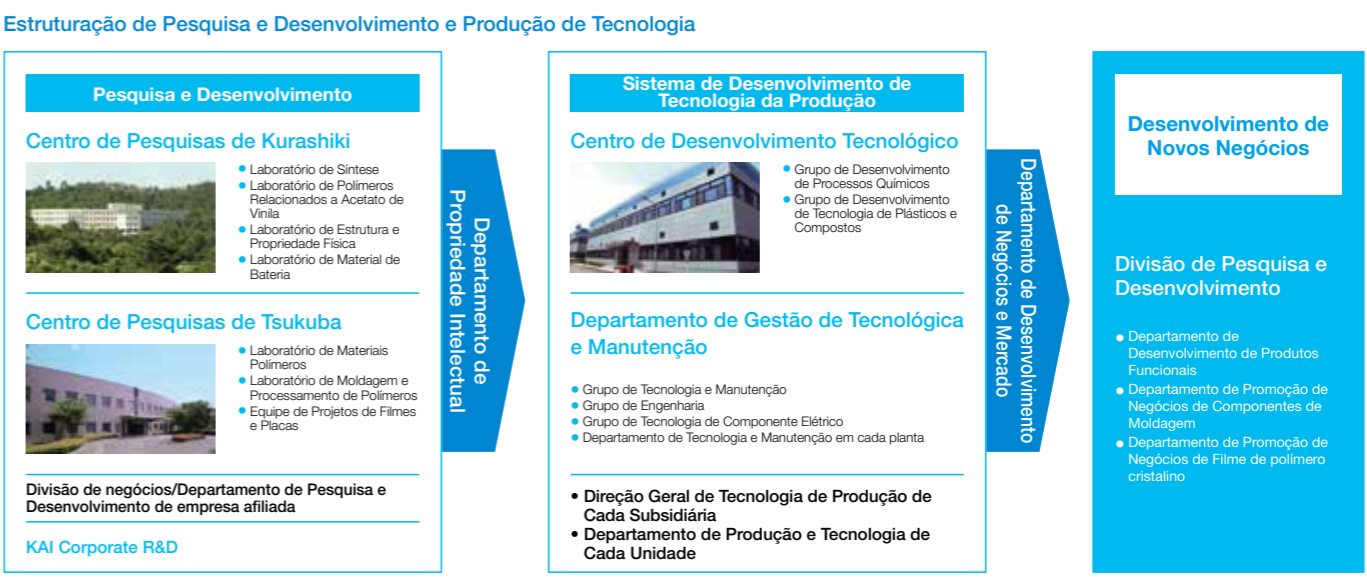 Estruturação de Pesquisa e Desenvolvimento e Produção de Tecnologia
Pesquisa e Desenvolvimento
Centro de Pesquisas de Kurashiki
Laboratório de Síntese
Laboratório de Polímeros
Relacionados a Acetato de
Vinila
Laboratório de Estrutura e
Propriedade Física
Laboratório de Material de
Bateria
Centro de Pesquisas de Tsukuba
Laboratório de Materiais
Polímeros
Laboratório de Moldagem e
Processamento de Polímeros
Equipe de Projetos de Filmes
e Placas
Divisão de negócios/Departamento de Pesquisa e
Desenvolvimento de empresa afiliada
KAI Corporate R&D
Departamento de
Propriedade Intelectual
Sistema de Desenvolvimento de
Tecnologia da Produção
Centro de Desenvolvimento Tecnológico
Grupo de Desenvolvimento
de Processos Químicos
Grupo de Desenvolvimento
de Tecnologia de Plásticos e
Compostos
Departamento de Gestão de Tecnológica
e Manutenção
Grupo de Tecnologia e Manutenção
Grupo de Engenharia
Grupo de Tecnologia de Componente Elétrico
Departamento de Tecnologia e Manutenção em cada planta
• Direção Geral de Tecnologia de Produção de
Cada Subsidiária
• Departamento de Produção e Tecnologia de
Cada Unidade
Departamento de Desenvolvimento
de Negócios e Mercado
Desenvolvimento de
Novos Negócios
Divisão de Pesquisa e
Desenvolvimento
Departamento de
Desenvolvimento de Produtos
Funcionais
Departamento de Promoção de
Negócios de Componentes de
Moldagem
Departamento de Promoção de
Negócios de Filme de polímero
cristalino